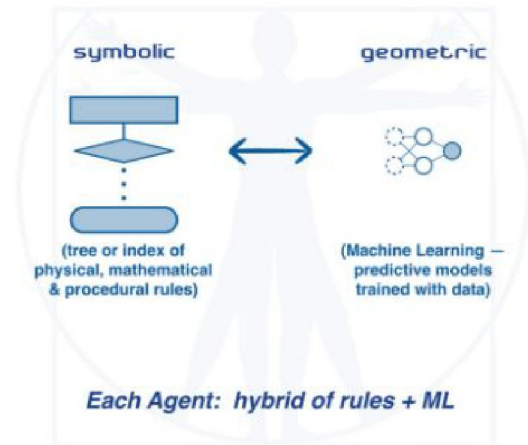 symbolic
geometric
(tree or index of
physical, mathematical
& procedural rules)
(Machine Learning —
predictive models
trained with data)
Each Agent: hybrid of rules + ML